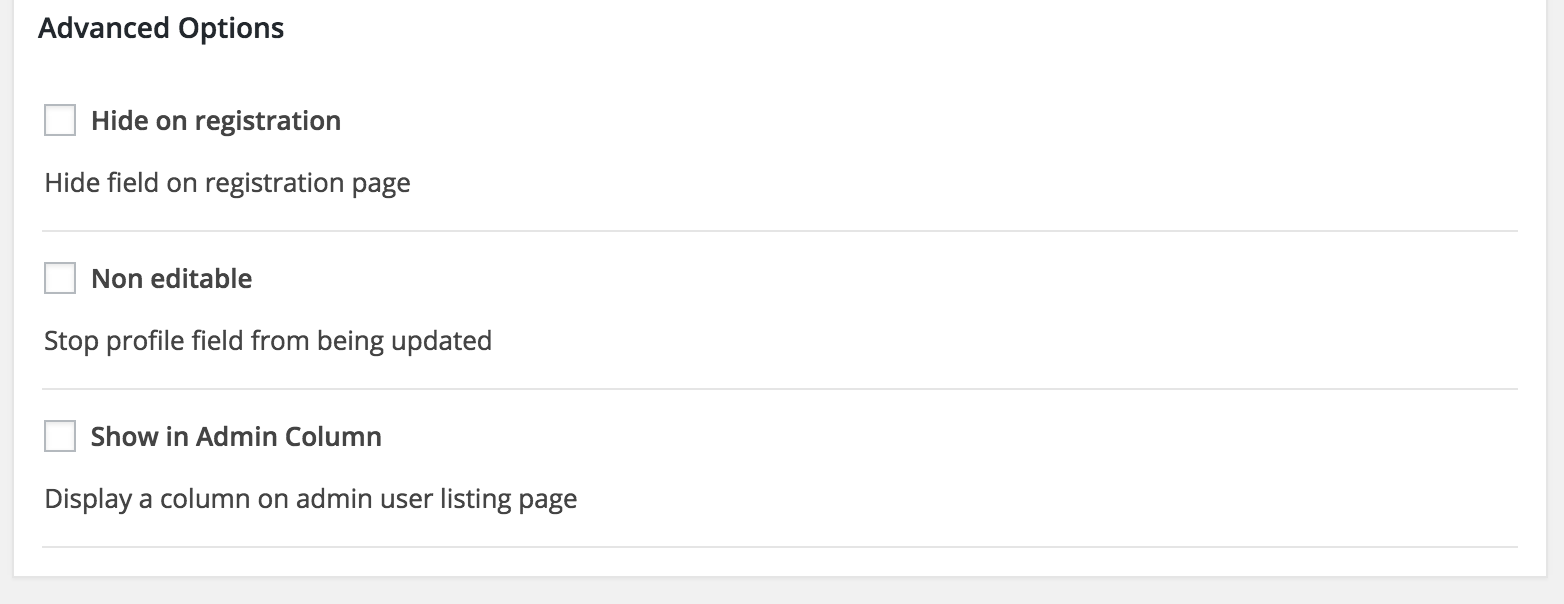 Advanced Options
Hide on registration
Hide field on registration page
Non editable
Stop profile field from being updated
Show in Admin Column
Display a column on admin user listing page